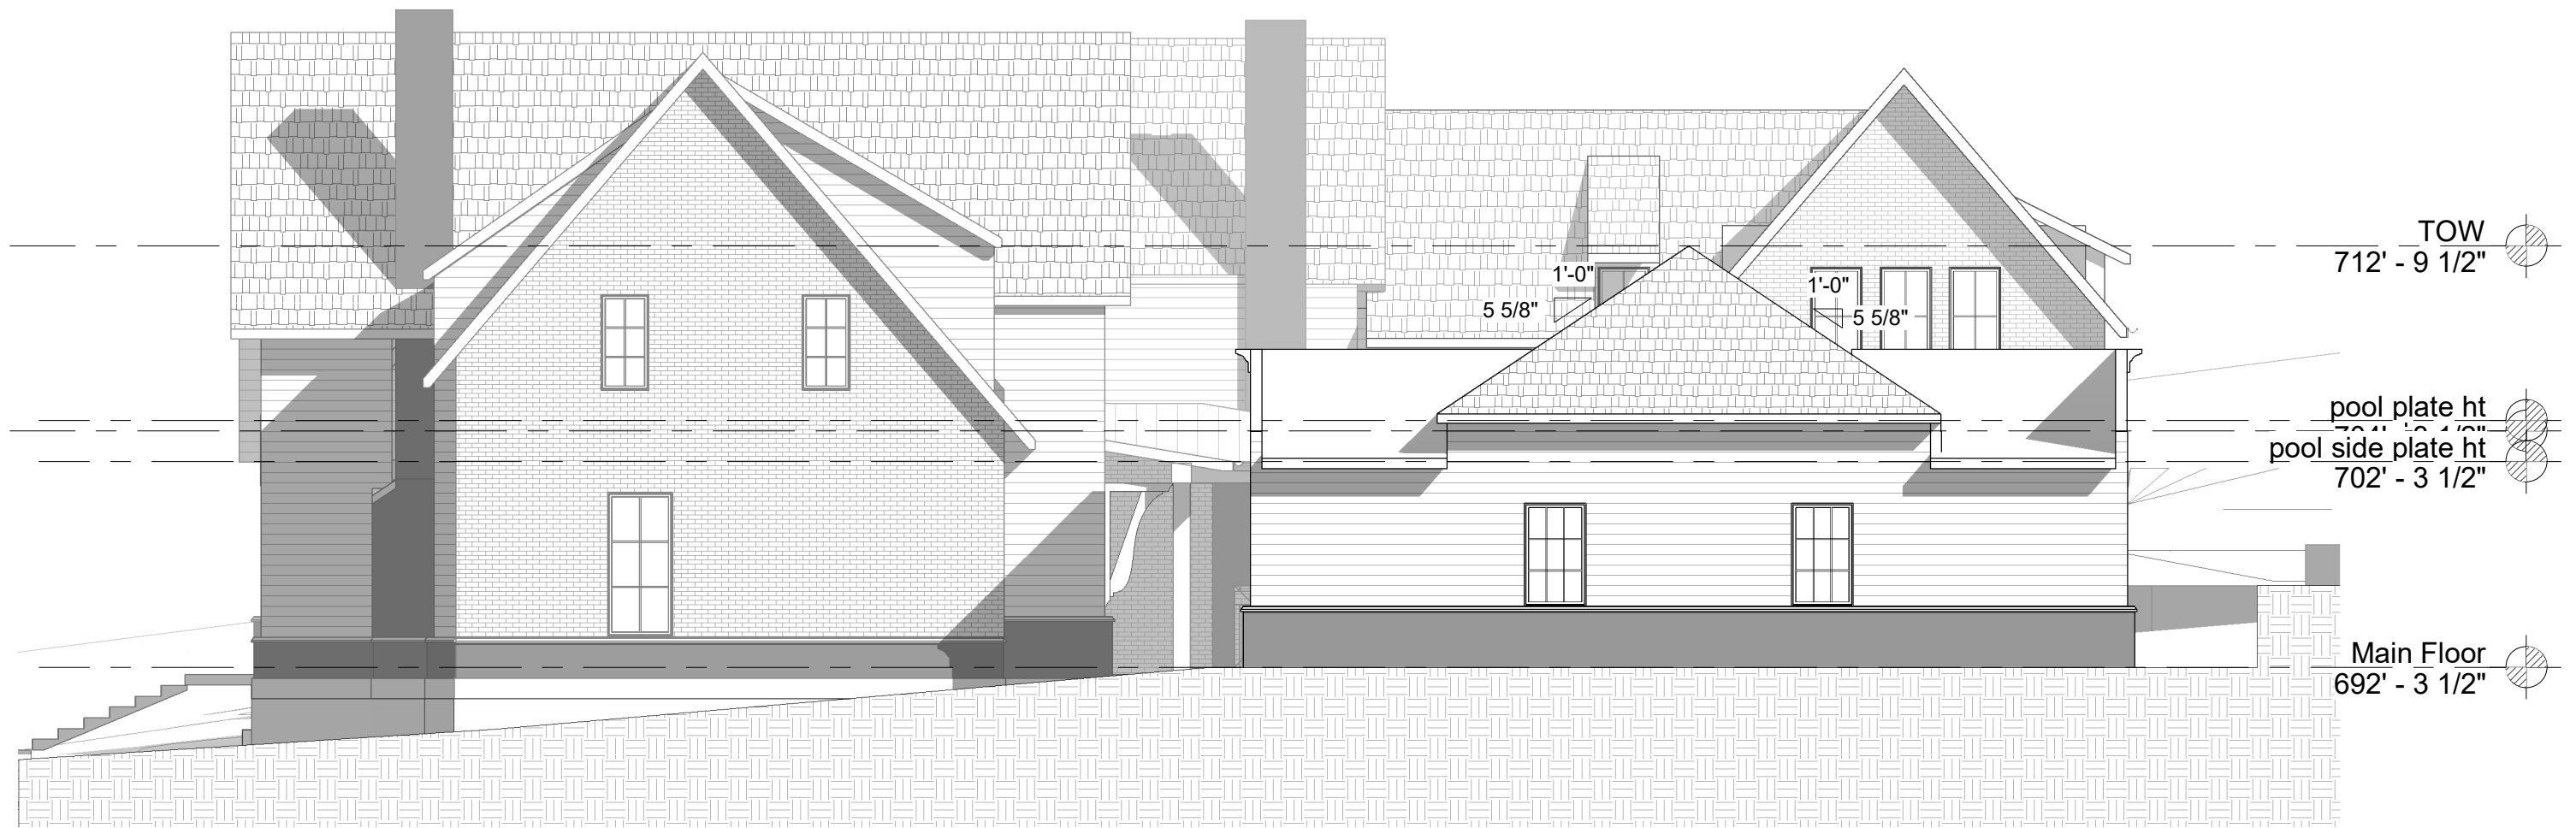 TOW
712' - 9 1/2"
1'-0"
5 5/8"
1'-0"
5 5/8"
pool plate ht
pool side plate ht
702' - 3 1/2"
Main Floor
692' - 3 1/2"